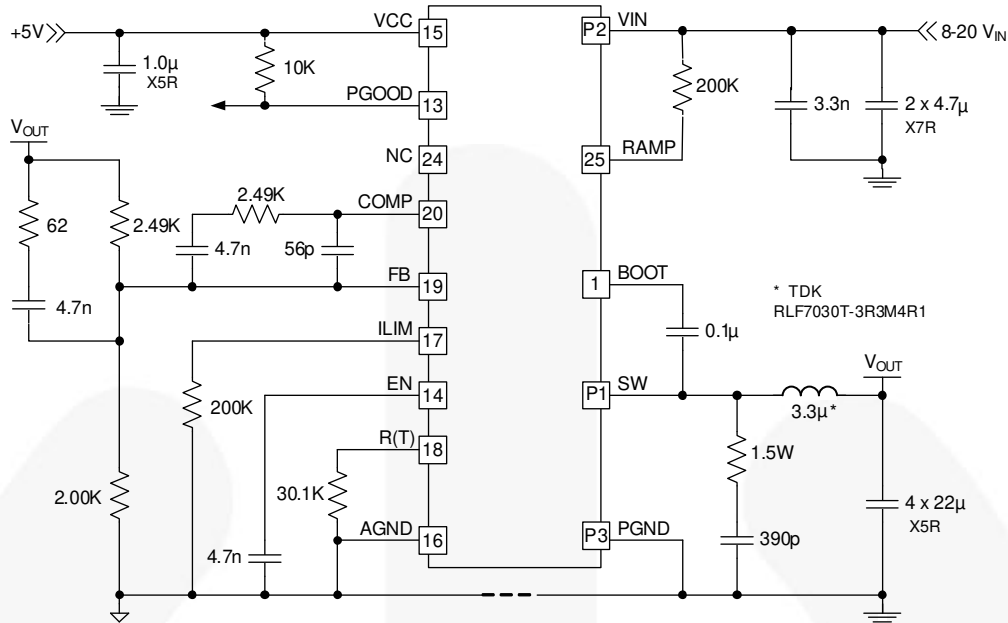 +5V
VCC
15
1.0µ
X5R
10K
PGOOD
13
V_OUT
NC
24
62
2.49K
2.49K
COMP
20
4.7n
56p
4.7n
FB
19
ILIM
17
200K
EN
14
R(T)
18
2.00K
30.1K
AGND
16
4.7n
P2
VIN
8-20 V_IN
200K
3.3n
2 x 4.7µ
X7R
25
RAMP
1
BOOT
* TDK
RLF7030T-3R3M4R1
0.1µ
V_OUT
P1
SW
3.3µ*
1.5W
4 x 22µ
X5R
P3
PGND
390p